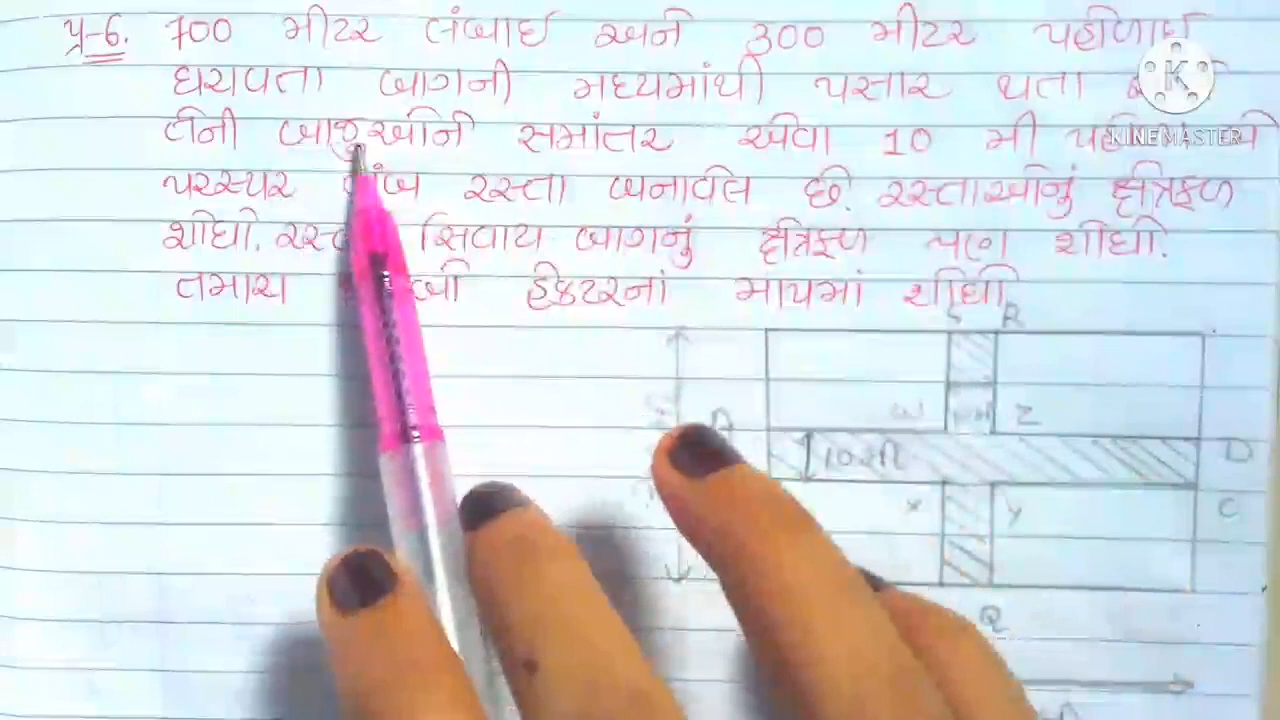 પ્ર-6. 700 મીટર લંબાઈ અને 300 મીટર પહોળાઈ
ધરાવતા બાગની મધ્યમાંથી પસાર થતા
તેની બાજુઓને સમાંતર એવા 10 મી
પરસ્પર લંબ રસ્તા બનાવેલ છે. રસ્તાઓનું ક્ષેત્રફળ
શોધો. સિવાય બાગનું ક્ષેત્રફળ પણ શોધો.
તમારા હેક્ટરનાં માપમાં શોધો
K
KINEMASTER
S R
W Z
10મી D
X Y C
Q